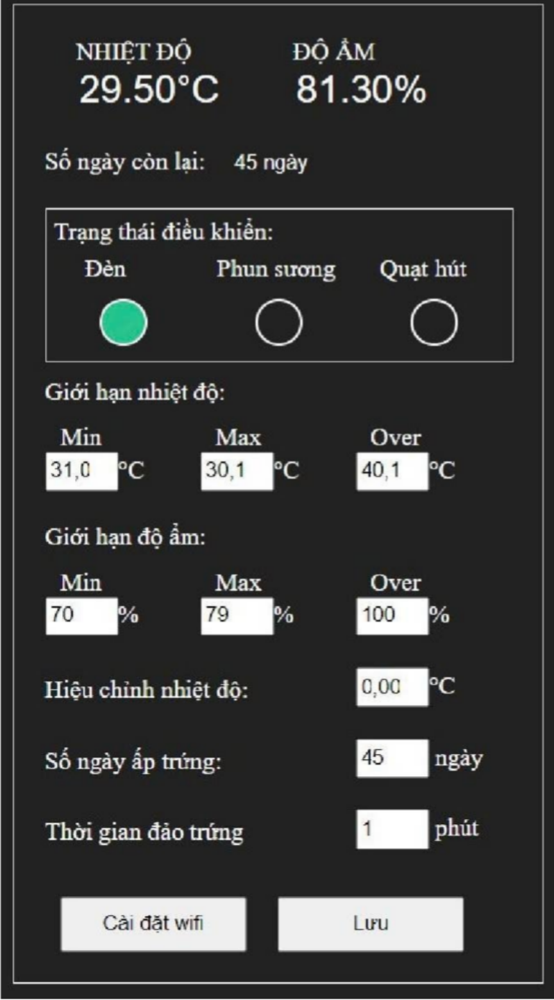 NHIỆT ĐỘ ĐỘ ẨM
29.50°C 81.30%
Số ngày còn lại: 45 ngày
Trạng thái điều khiển:
Đèn Phun sương Quạt hút
Giới hạn nhiệt độ:
Min Max Over
31,0 °C 30,1 °C 40,1 °C
Giới hạn độ ẩm:
Min Max Over
70 % 79 % 100 %
Hiệu chỉnh nhiệt độ: 0,00 °C
Số ngày ấp trứng: 45 ngày
Thời gian đảo trứng 1 phút
Cài đặt wifi Lưu